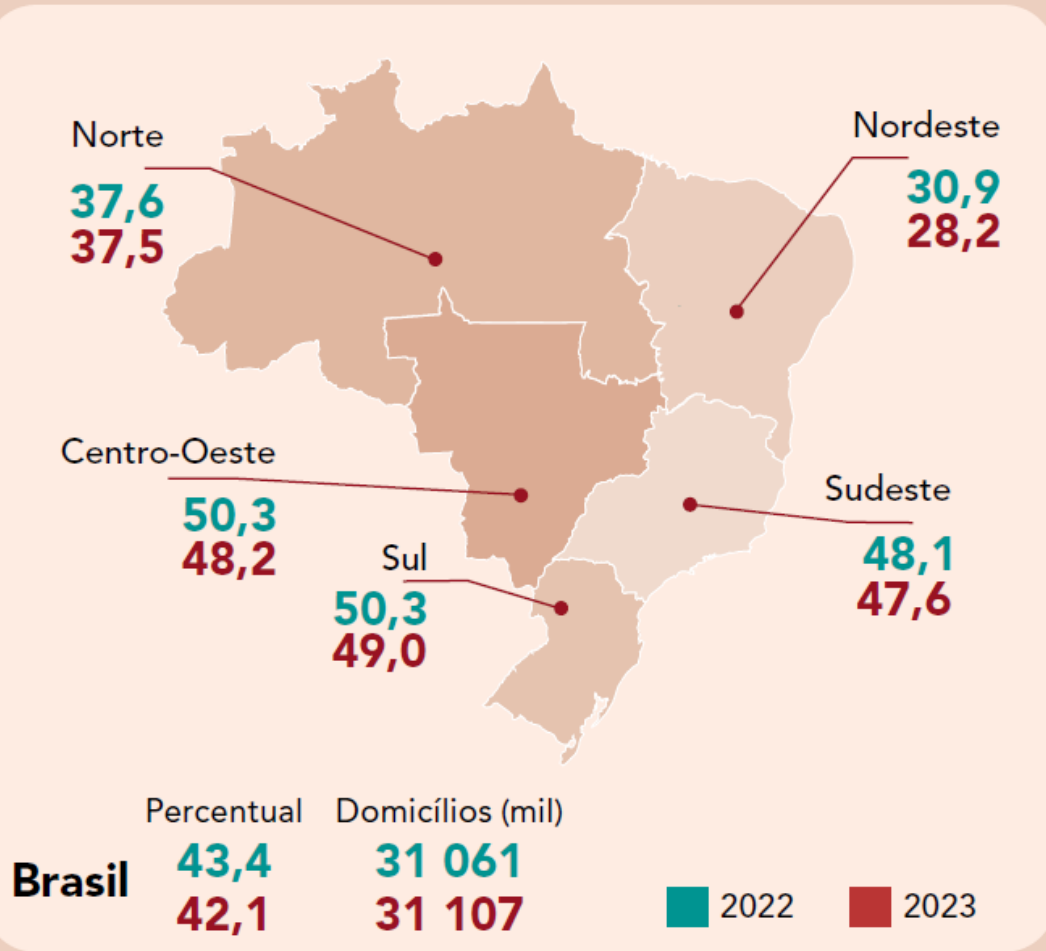 Norte
37,6
37,5
Nordeste
30,9
28,2
Centro-Oeste
50,3
48,2
Sul
50,3
49,0
Sudeste
48,1
47,6
Percentual Domicílios (mil)
43,4 31 061
Brasil
42,1 31 107
2022 2023